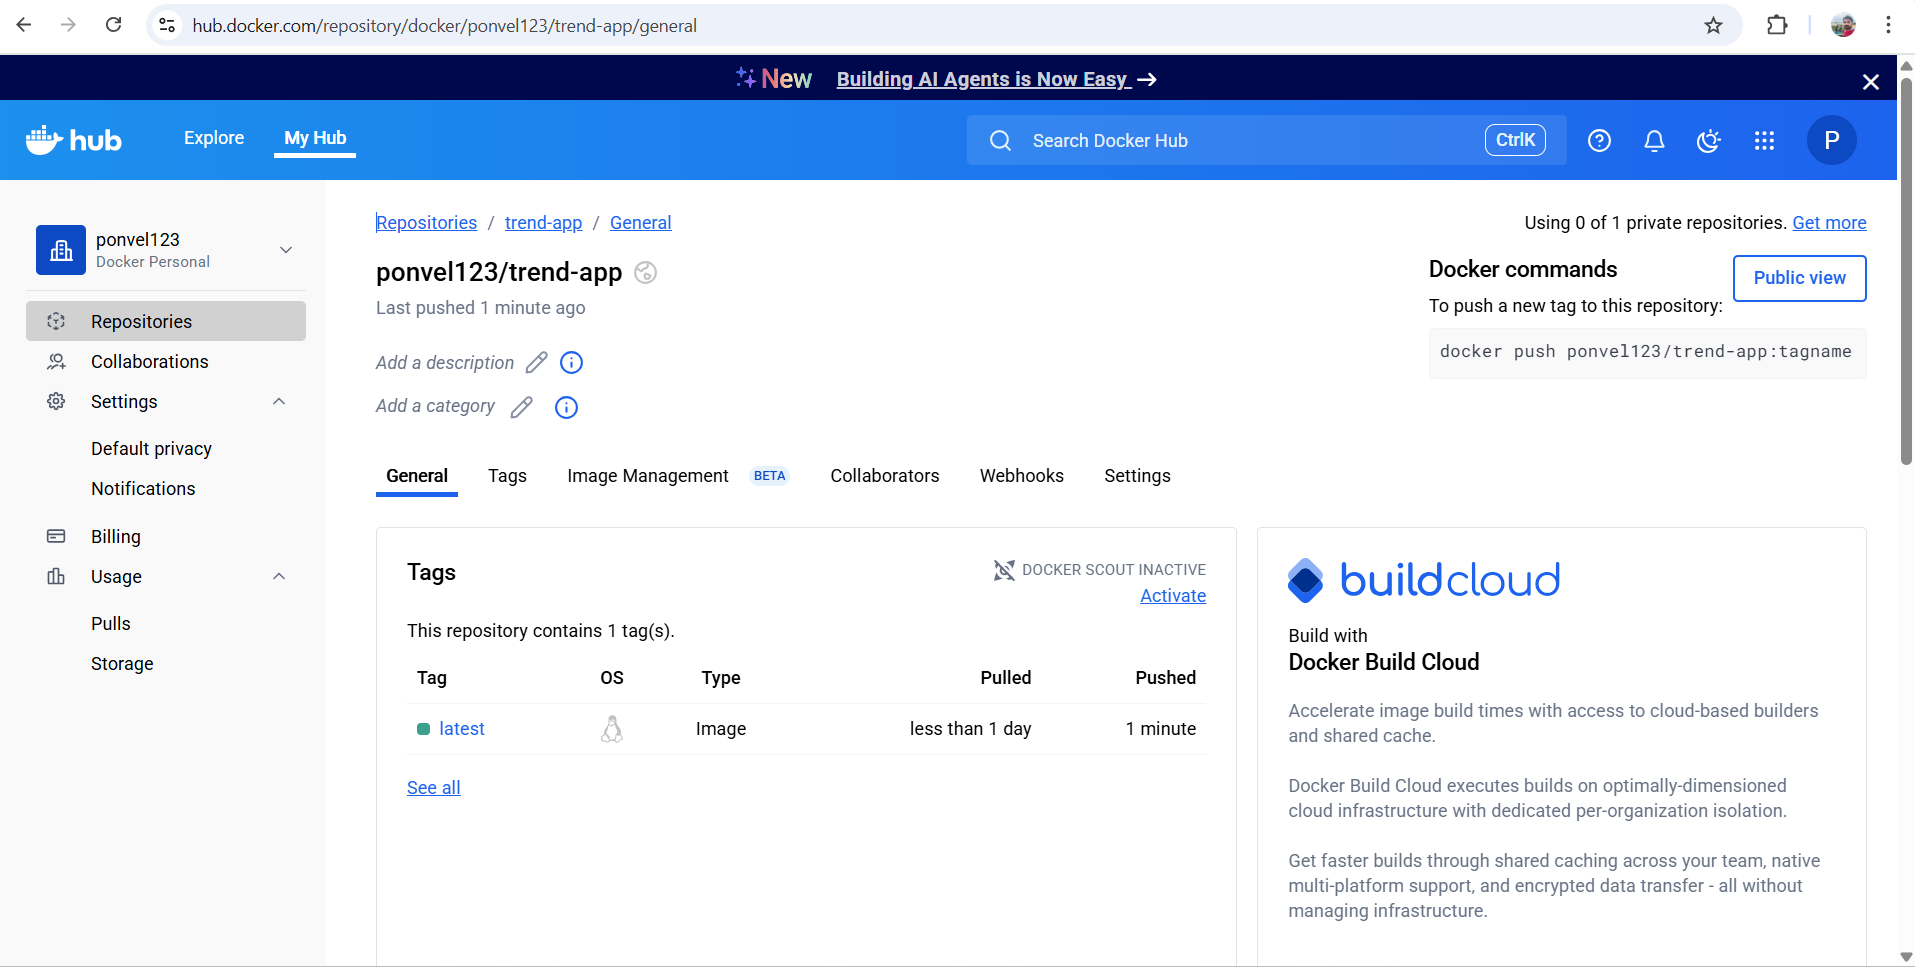 hub.docker.com/repository/docker/ponvel123/trend-app/general
New Building AI Agents is Now Easy →
hub
Explore
My Hub
Search Docker Hub
CtrlK
P
ponvel123
Docker Personal
Repositories
Collaborations
Settings
Default privacy
Notifications
Billing
Usage
Pulls
Storage
Repositories / trend-app / General
Using 0 of 1 private repositories. Get more
ponvel123/trend-app
Last pushed 1 minute ago
Add a description
Add a category
Docker commands
Public view
To push a new tag to this repository:
docker push ponvel123/trend-app:tagname
General Tags Image Management BETA Collaborators Webhooks Settings
Tags
DOCKER SCOUT INACTIVE
Activate
This repository contains 1 tag(s).
Tag OS Type Pulled Pushed
latest Image less than 1 day 1 minute
See all
buildcloud
Build with
Docker Build Cloud
Accelerate image build times with access to cloud-based builders
and shared cache.
Docker Build Cloud executes builds on optimally-dimensioned
cloud infrastructure with dedicated per-organization isolation.
Get faster builds through shared caching across your team, native
multi-platform support, and encrypted data transfer - all without
managing infrastructure.